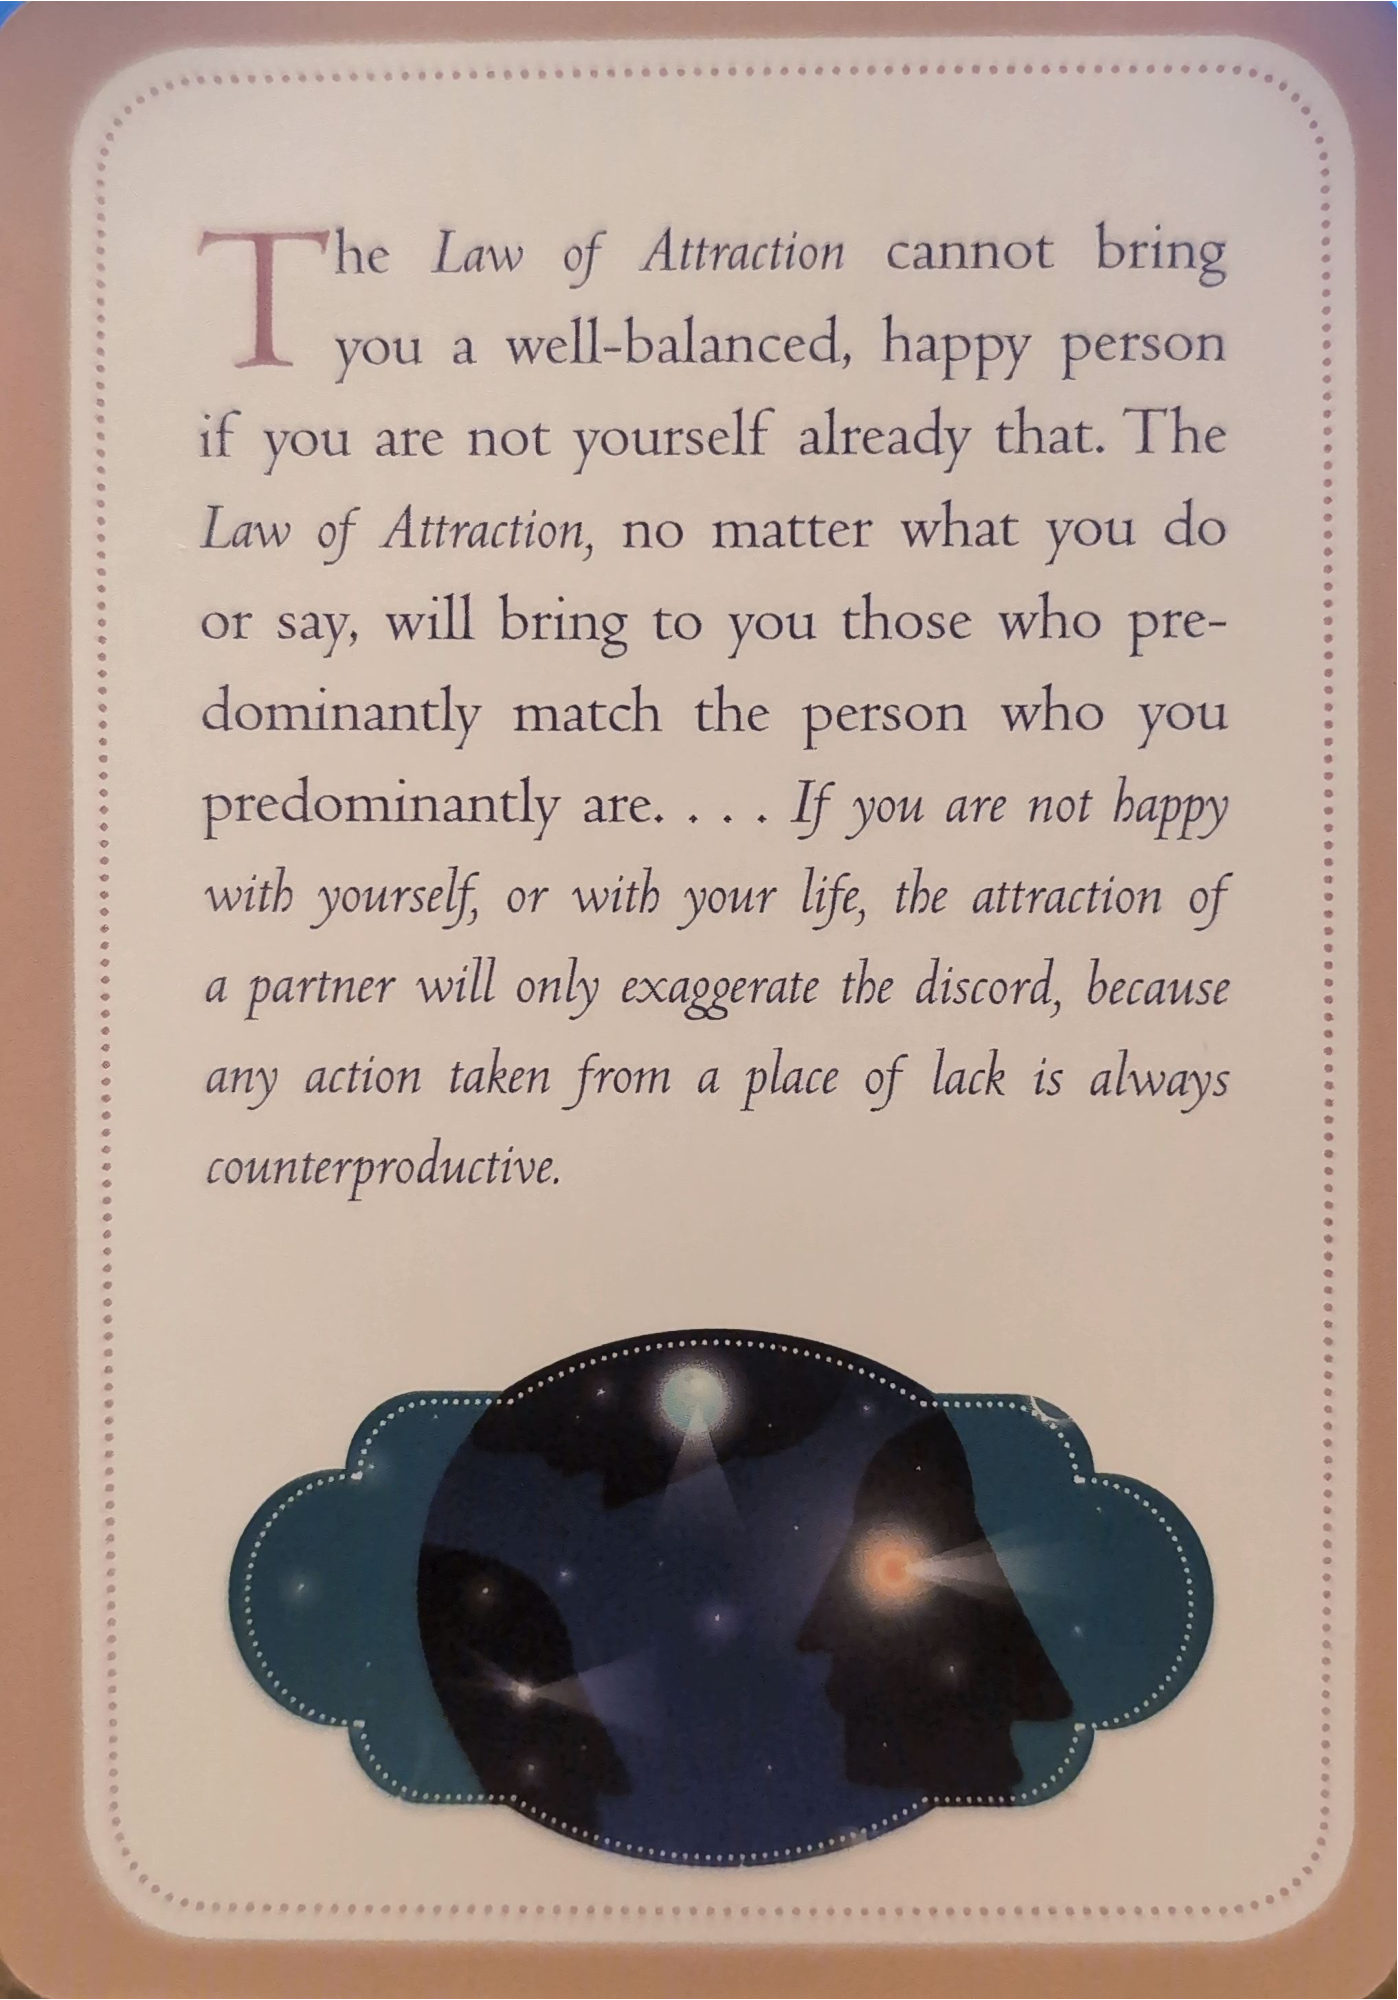 The Law of Attraction cannot bring
you a well-balanced, happy person
if you are not yourself already that. The
Law of Attraction, no matter what you do
or say, will bring to you those who pre-
dominantly match the person who you
predominantly are. . . . If you are not happy
with yourself, or with your life, the attraction of
a partner will only exaggerate the discord, because
any action taken from a place of lack is always
counterproductive.